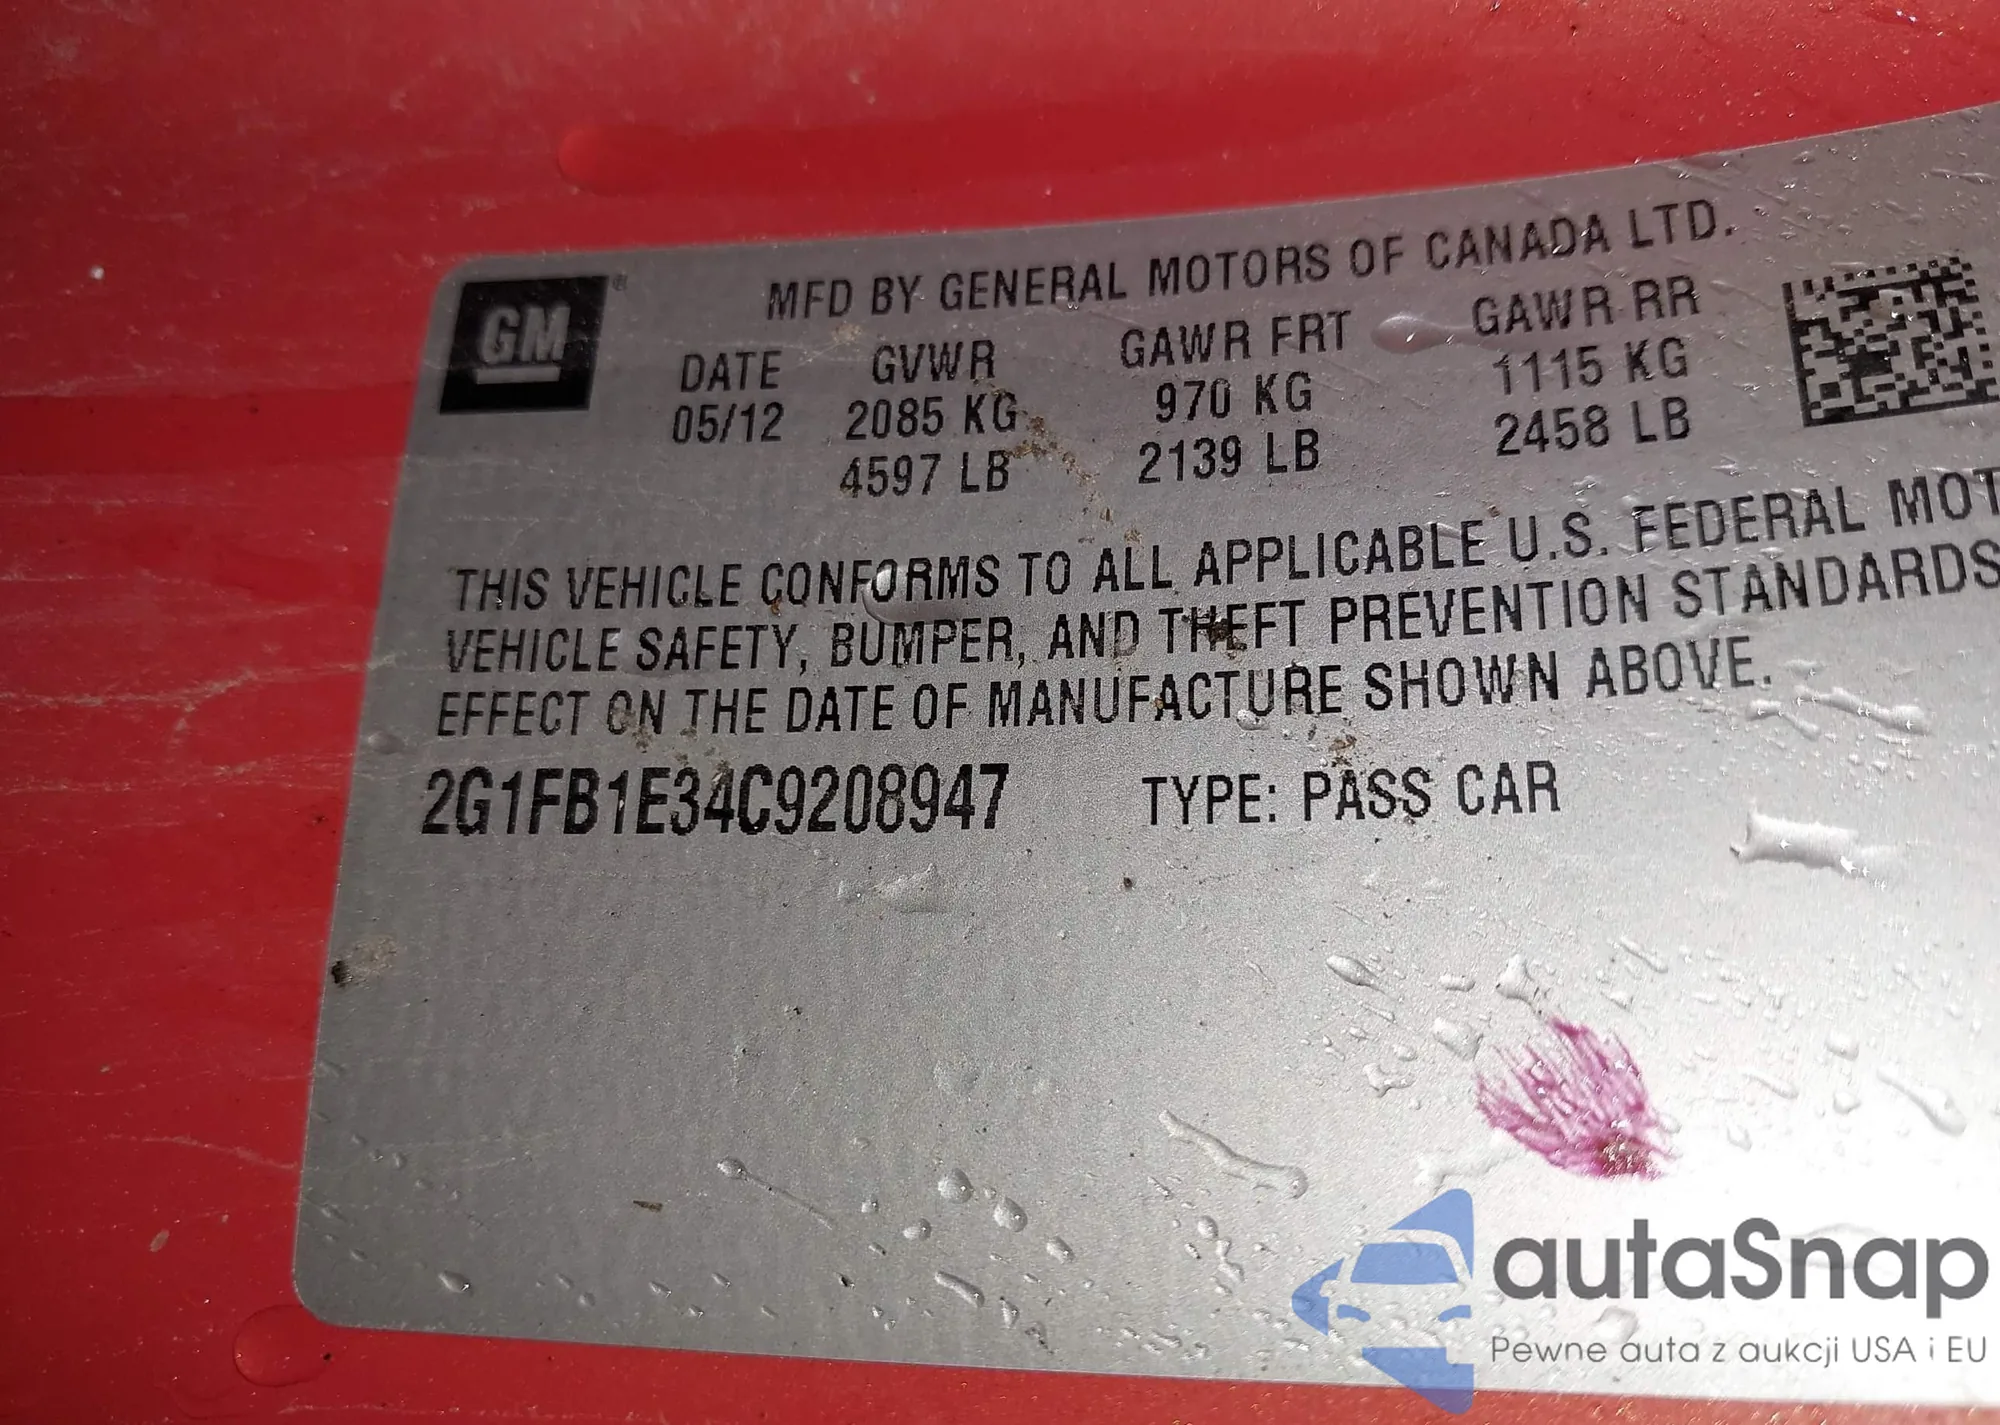 GM ®
MFD BY GENERAL MOTORS OF CANADA LTD.
DATE GVWR GAWR FRT GAWR RR
05/12 2085 KG 970 KG 1115 KG
4597 LB 2139 LB 2458 LB
THIS VEHICLE CONFORMS TO ALL APPLICABLE U.S. FEDERAL MOT
VEHICLE SAFETY, BUMPER, AND THEFT PREVENTION STANDARDS
EFFECT ON THE DATE OF MANUFACTURE SHOWN ABOVE.
2G1FB1E34C9208947 TYPE: PASS CAR
autaSnap
Pewne auta z aukcji USA i EU